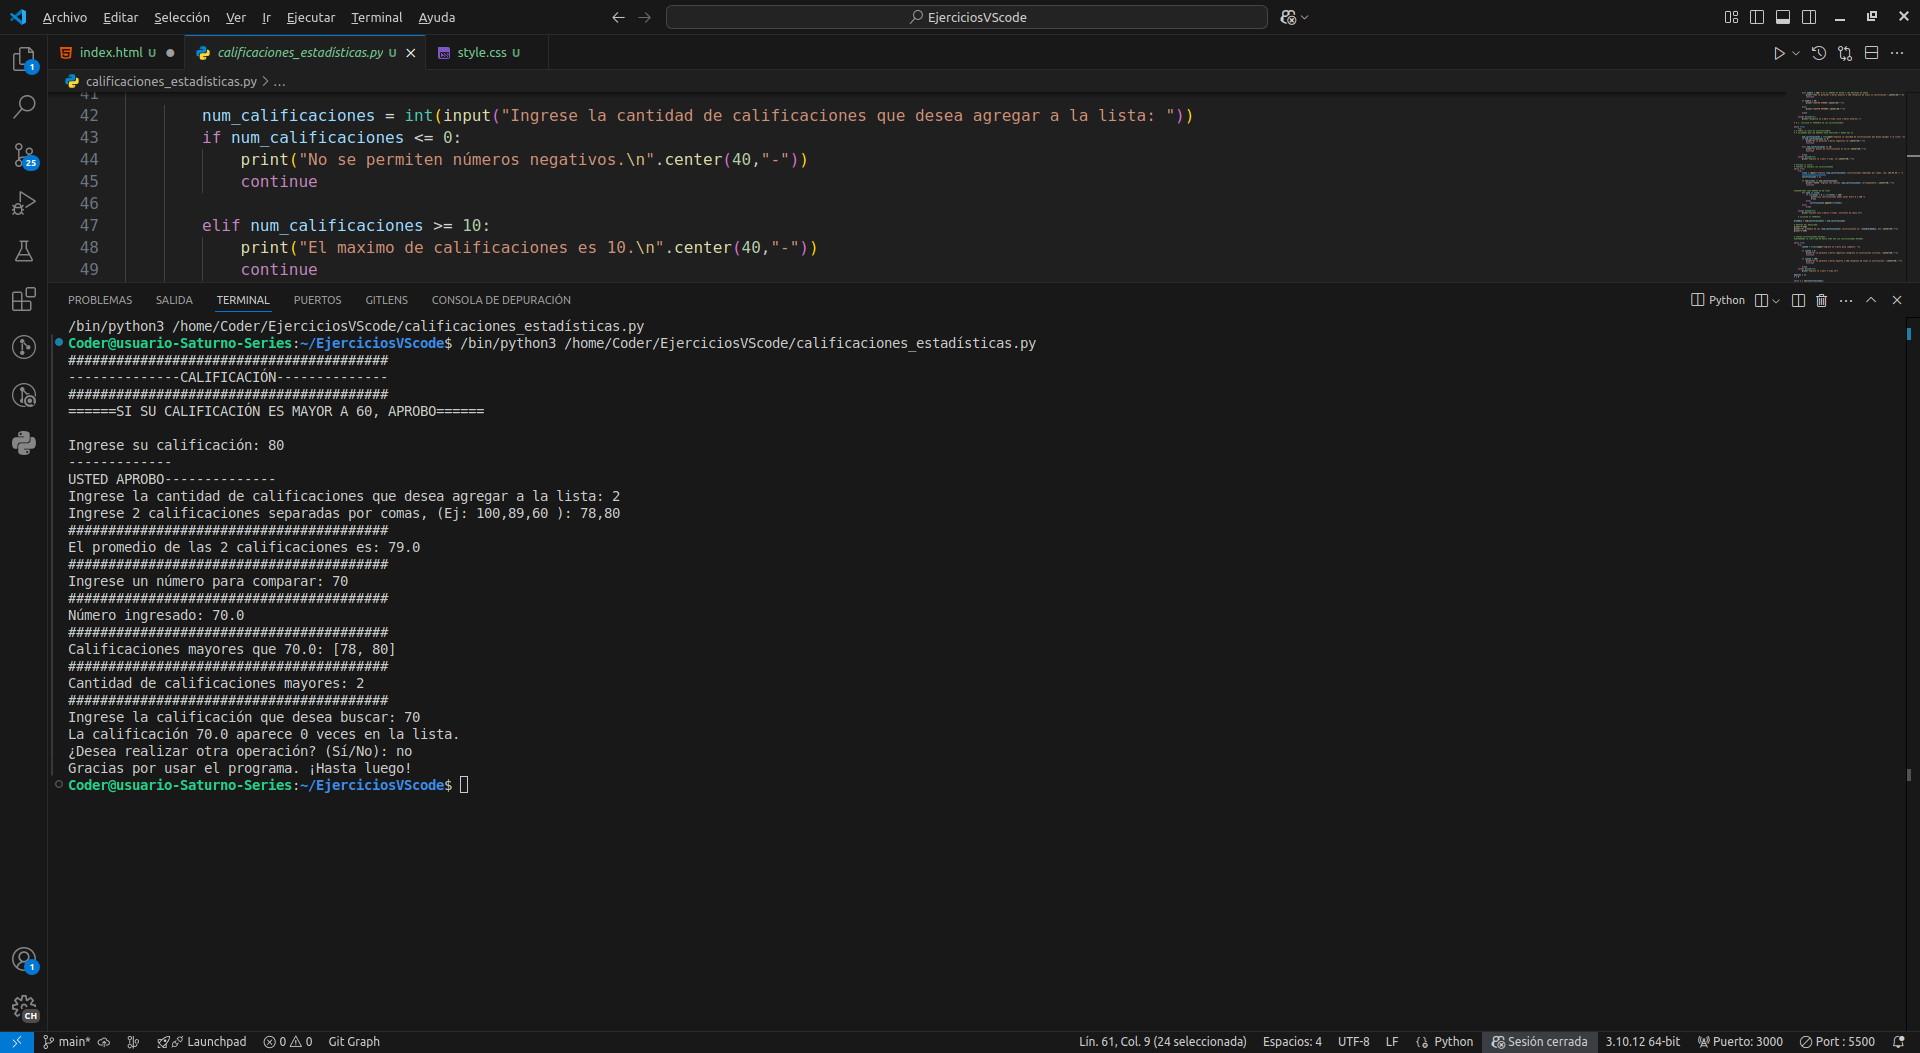 Archivo Editar Selección Ver Ir Ejecutar Terminal Ayuda
EjerciciosVScode
index.html U
calificaciones_estadísticas.py U
style.css U
calificaciones_estadísticas.py > ...
41
42 num_calificaciones = int(input("Ingrese la cantidad de calificaciones que desea agregar a la lista: "))
43 if num_calificaciones <= 0:
44 print("No se permiten números negativos.\n".center(40,"-"))
45 continue
46
47 elif num_calificaciones >= 10:
48 print("El maximo de calificaciones es 10.\n".center(40,"-"))
49 continue
PROBLEMAS SALIDA TERMINAL PUERTOS GITLENS CONSOLA DE DEPURACIÓN
Python
/bin/python3 /home/Coder/EjerciciosVScode/calificaciones_estadísticas.py
Coder@usuario-Saturno-Series:~/EjerciciosVScode$ /bin/python3 /home/Coder/EjerciciosVScode/calificaciones_estadísticas.py
########################################
--------------CALIFICACIÓN--------------
########################################
======SI SU CALIFICACIÓN ES MAYOR A 60, APROBO======
Ingrese su calificación: 80
-------------
USTED APROBO--------------
Ingrese la cantidad de calificaciones que desea agregar a la lista: 2
Ingrese 2 calificaciones separadas por comas, (Ej: 100,89,60 ): 78,80
########################################
El promedio de las 2 calificaciones es: 79.0
########################################
Ingrese un número para comparar: 70
########################################
Número ingresado: 70.0
########################################
Calificaciones mayores que 70.0: [78, 80]
########################################
Cantidad de calificaciones mayores: 2
########################################
Ingrese la calificación que desea buscar: 70
La calificación 70.0 aparece 0 veces en la lista.
¿Desea realizar otra operación? (Sí/No): no
Gracias por usar el programa. ¡Hasta luego!
Coder@usuario-Saturno-Series:~/EjerciciosVScode$
1
25
1
CH
main* Launchpad 0 0 Git Graph
Lín. 61, Col. 9 (24 seleccionada) Espacios: 4 UTF-8 LF Python Sesión cerrada 3.10.12 64-bit Puerto: 3000 Port : 5500